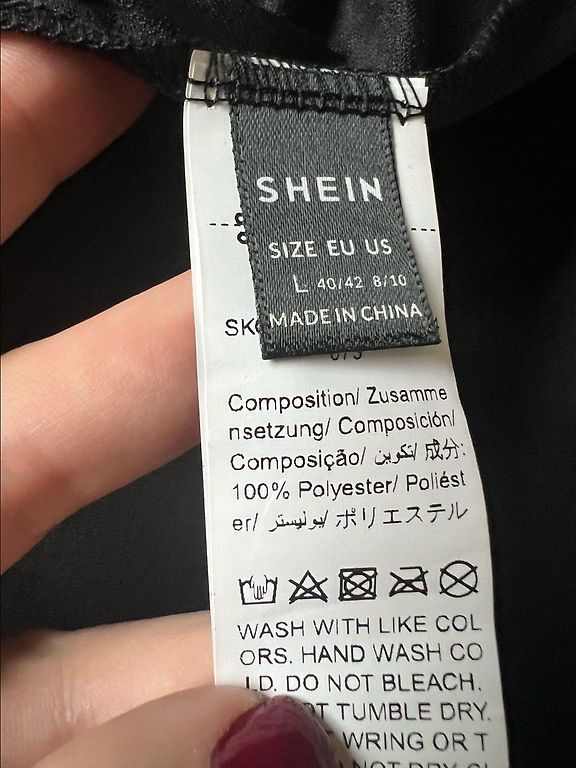 SHEIN
SIZE EU US
L 40/42 8/10
MADE IN CHINA
Composition/ Zusamme
nsetzung/ Composición/
Composição/ تكوين/ 成分:
100% Polyester/ Poliést
er/ يوليستر/ ポリエステル
WASH WITH LIKE COL
ORS. HAND WASH CO
LD. DO NOT BLEACH.
TUMBLE DRY.
WRING OR T